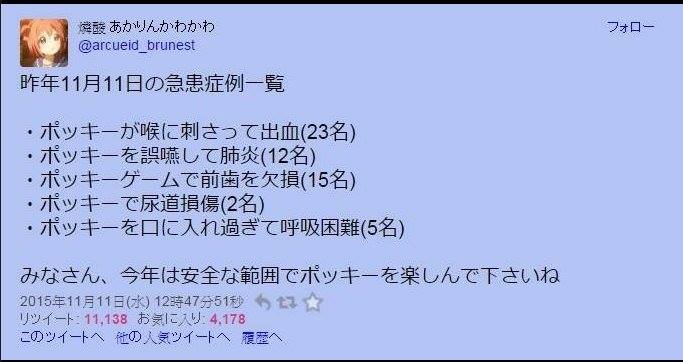 焼酸 あかりんかわかわ
フォロー
@arcueid_brunest
昨年11月11日の急患症例一覧
・ポッキーが喉に刺さって出血(23名)
・ポッキーを誤嚥して肺炎(12名)
・ポッキーゲームで前歯を欠損(15名)
・ポッキーで尿道損傷(2名)
・ポッキーを口に入れ過ぎて呼吸困難(5名)
みなさん、今年は安全な範囲でポッキーを楽しんで下さいね
2015年11月11日(水) 12時47分51秒
リツイート: 11,138 お気に入り: 4,178
このツイートへ 他の人気ツイートへ 履歴へ